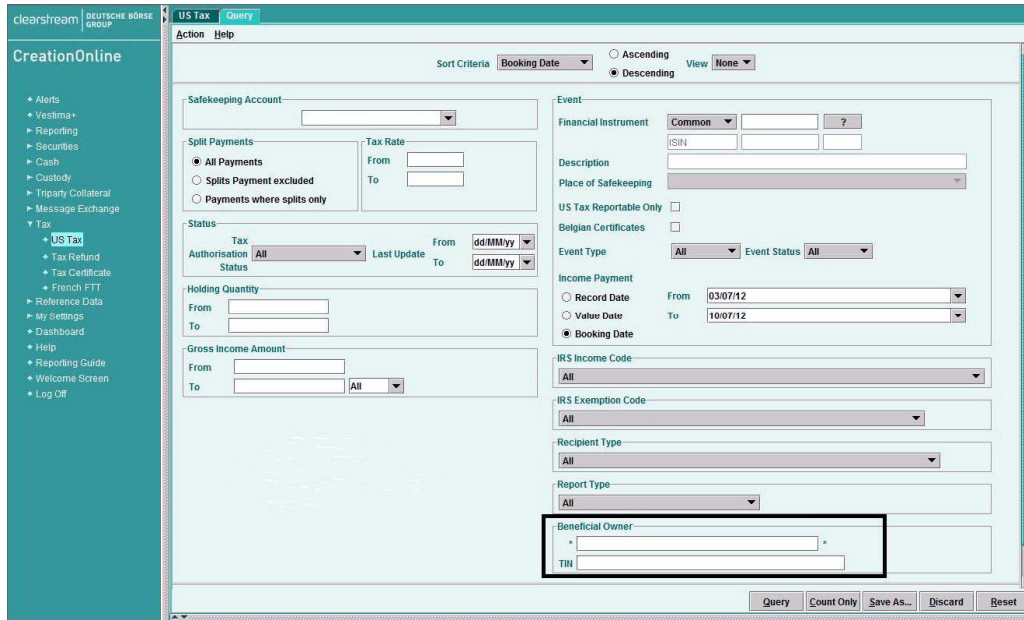 clearstream DEUTSCHE BÖRSE GROUP
CreationOnline
Alerts
Vestima+
Reporting
Securities
Cash
Custody
Triparty Collateral
Message Exchange
Tax
US Tax
Tax Refund
Tax Certificate
French FTT
Reference Data
My Settings
Dashboard
Help
Reporting Guide
Welcome Screen
Log Off
US Tax Query
Action Help
Sort Criteria Booking Date Ascending Descending View None
Safekeeping Account
Split Payments
All Payments
Splits Payment excluded
Payments where splits only
Tax Rate
From
To
Status
Tax Authorisation Status All Last Update From dd/MM/yy
To dd/MM/yy
Holding Quantity
From
To
Gross Income Amount
From
To All
Event
Financial Instrument Common ?
ISIN
Description
Place of Safekeeping
US Tax Reportable Only
Belgian Certificates
Event Type All Event Status All
Income Payment
Record Date From 03/07/12
Value Date To 10/07/12
Booking Date
IRS Income Code
All
IRS Exemption Code
All
Recipient Type
All
Report Type
All
Beneficial Owner
* *
TIN
Query Count Only Save As... Discard Reset